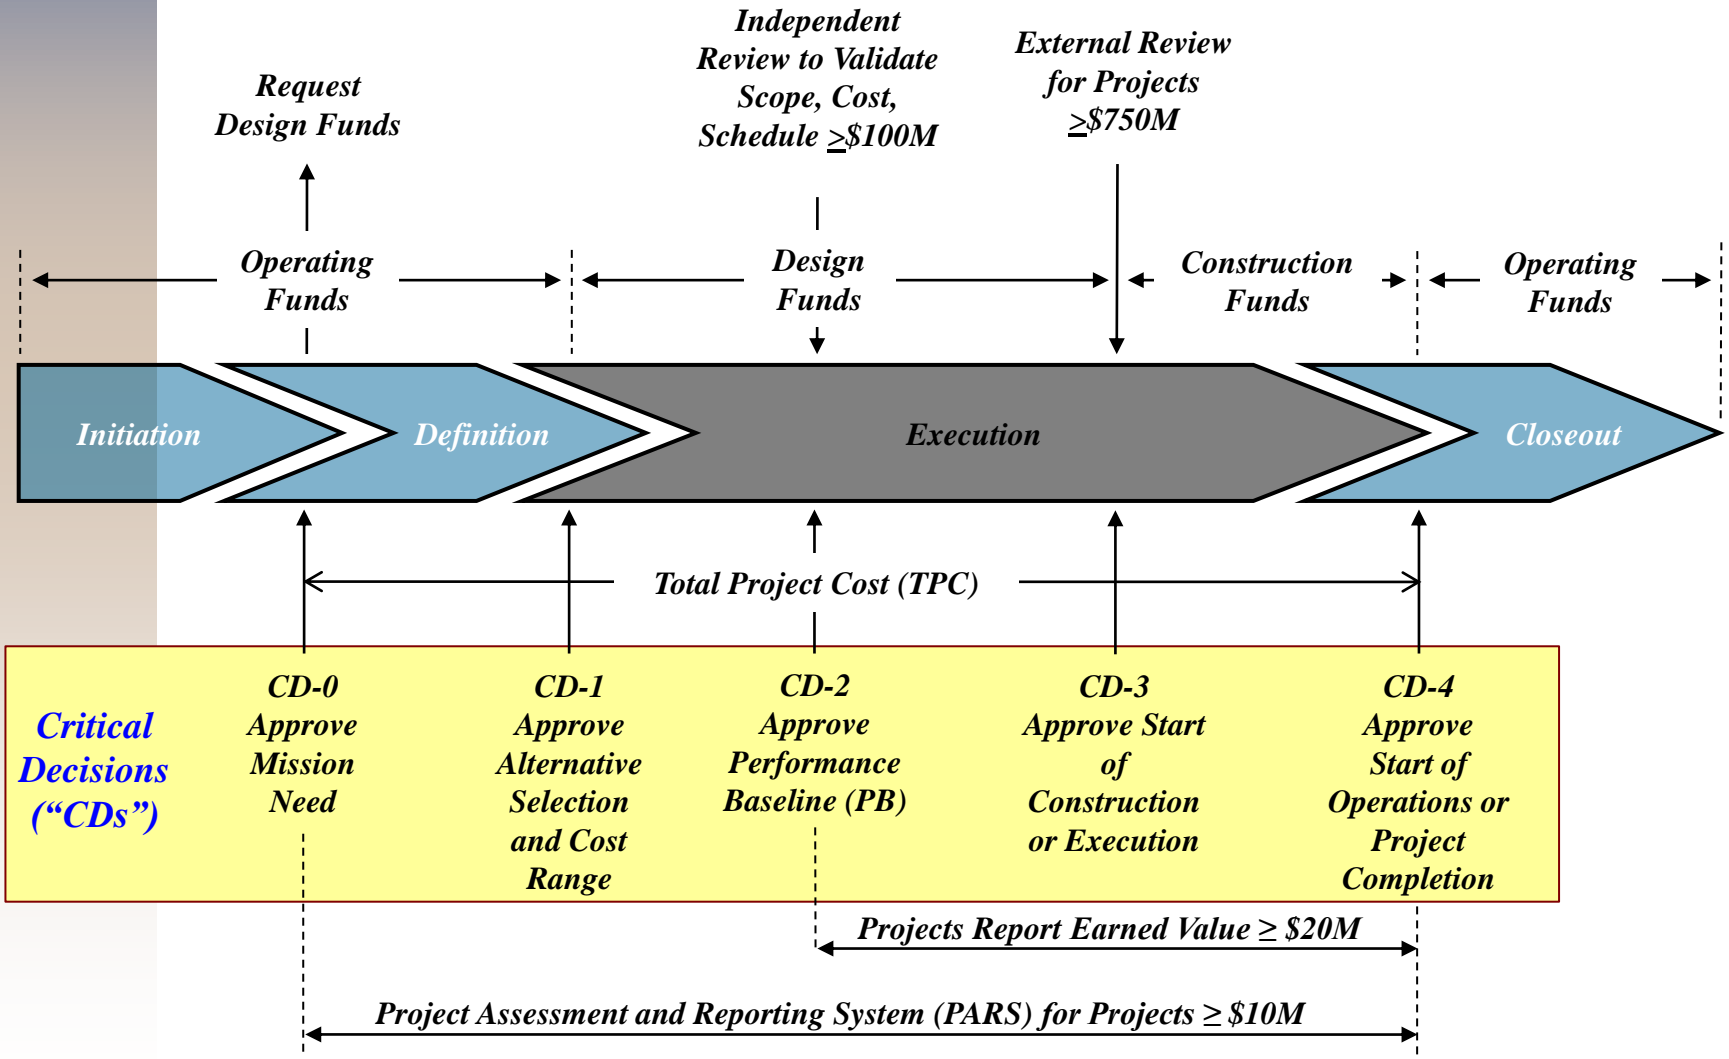 Request
Design Funds
Independent
Review to Validate
Scope, Cost,
Schedule ≥$100M
External Review
for Projects
≥$750M
Operating
Funds
Design
Funds
Construction
Funds
Operating
Funds
Initiation
Definition
Execution
Closeout
Total Project Cost (TPC)
Critical
Decisions
(“CDs”)
CD-0
Approve
Mission
Need
CD-1
Approve
Alternative
Selection
and Cost
Range
CD-2
Approve
Performance
Baseline (PB)
CD-3
Approve Start
of
Construction
or Execution
CD-4
Approve
Start of
Operations or
Project
Completion
Projects Report Earned Value ≥ $20M
Project Assessment and Reporting System (PARS) for Projects ≥ $10M